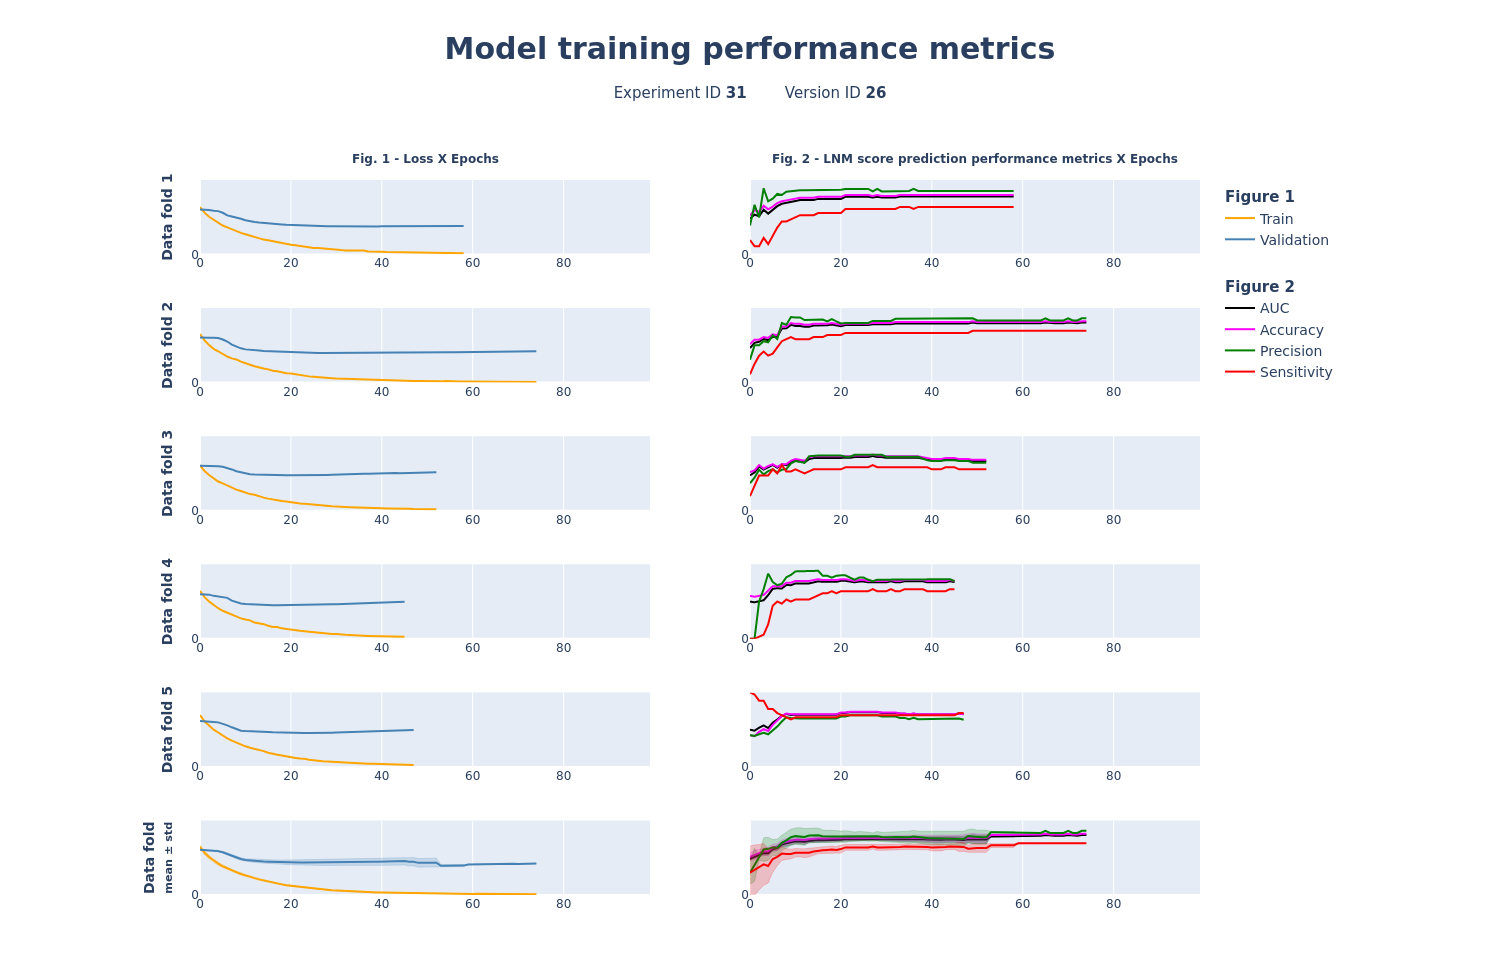 Model training performance metrics
Experiment ID 31 Version ID 26
Fig. 1 - Loss X Epochs
Fig. 2 - LNM score prediction performance metrics X Epochs
Data fold 1
0
0 20 40 60 80
0
0 20 40 60 80
Figure 1
Train
Validation
Figure 2
AUC
Accuracy
Precision
Sensitivity
Data fold 2
0
0 20 40 60 80
0
0 20 40 60 80
Data fold 3
0
0 20 40 60 80
0
0 20 40 60 80
Data fold 4
0
0 20 40 60 80
0
0 20 40 60 80
Data fold 5
0
0 20 40 60 80
0
0 20 40 60 80
Data fold
mean ± std
0
0 20 40 60 80
0
0 20 40 60 80